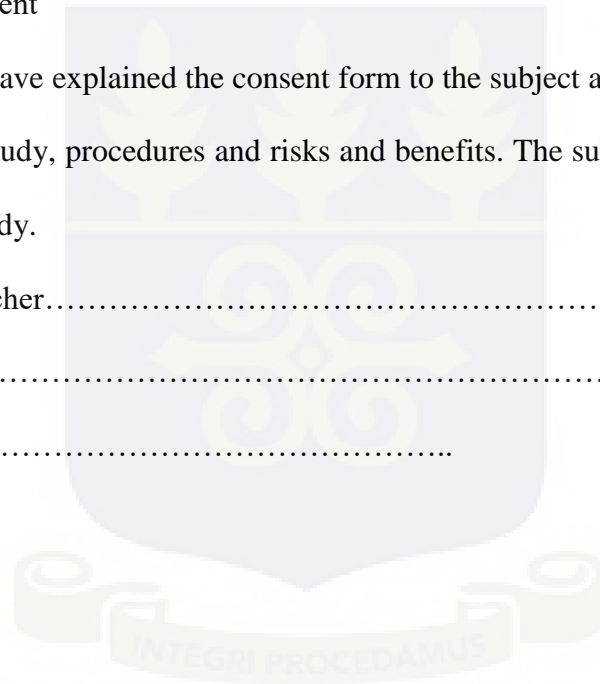 ent
ave explained the consent form to the subject a
udy, procedures and risks and benefits. The su
dy.
cher……………………………………………………
……………………………………………………………
………………………………………..
INTEGRI PROCEDAMUS